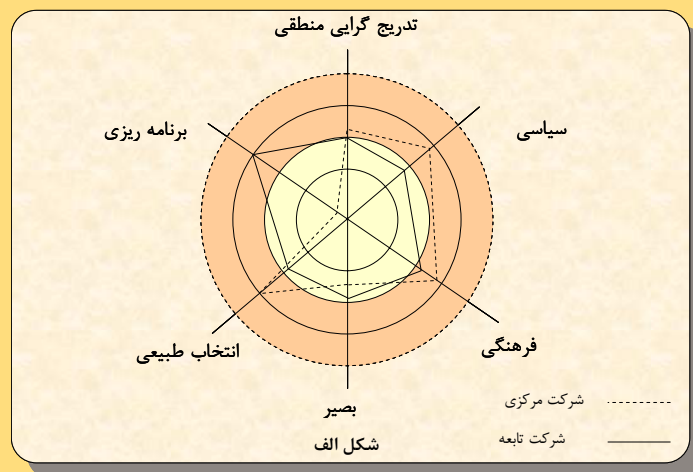 تدریج گرایی منطقی
سیاسی
برنامه ریزی
فرهنگی
انتخاب طبیعی
بصیر
شرکت مرکزی
شرکت تابعه
شکل الف